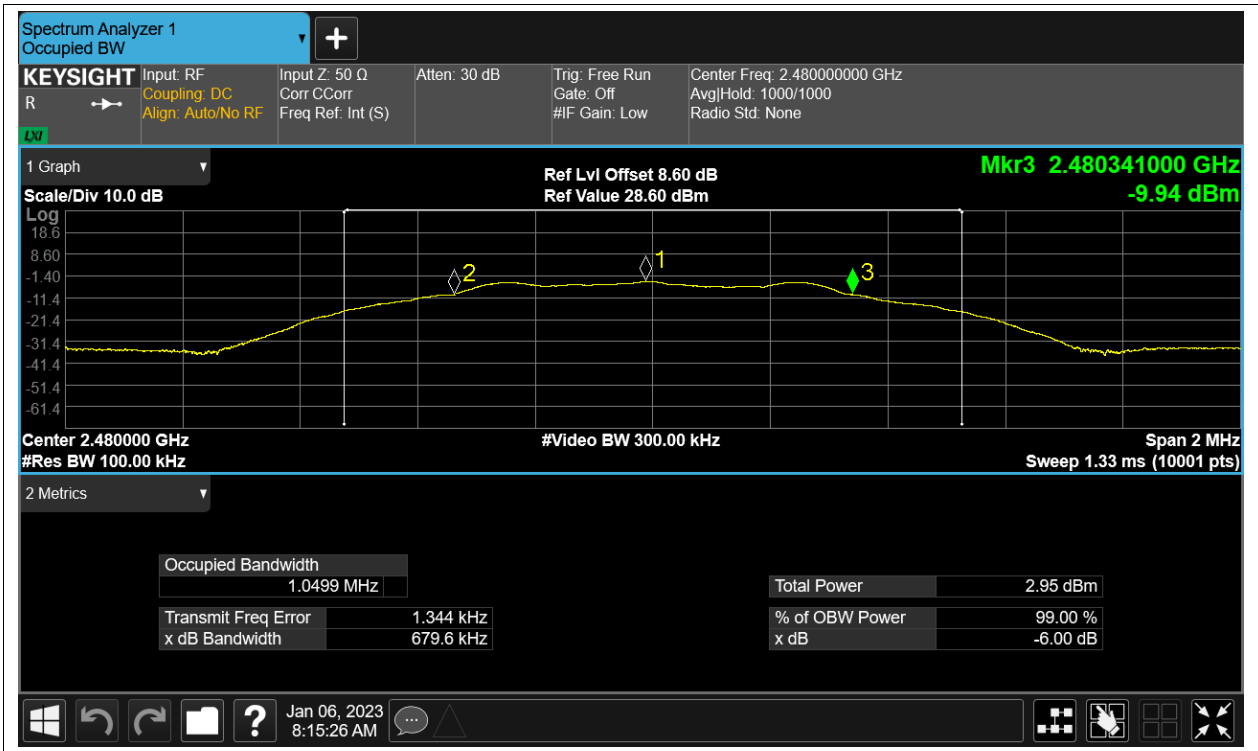 Spectrum Analyzer 1
Occupied BW
KEYSIGHT
R
LXI
Input: RF
Coupling: DC
Align: Auto/No RF
Input Z: 50 Ω
Corr CCorr
Freq Ref: Int (S)
Atten: 30 dB
Trig: Free Run
Gate: Off
#IF Gain: Low
Center Freq: 2.480000000 GHz
Avg|Hold: 1000/1000
Radio Std: None
1 Graph
Scale/Div 10.0 dB
Ref Lvl Offset 8.60 dB
Ref Value 28.60 dBm
Mkr3 2.480341000 GHz
-9.94 dBm
Log
18.6
8.60
-1.40
-11.4
-21.4
-31.4
-41.4
-51.4
-61.4
2
1
3
Center 2.480000 GHz
#Res BW 100.00 kHz
#Video BW 300.00 kHz
Span 2 MHz
Sweep 1.33 ms (10001 pts)
2 Metrics
Occupied Bandwidth
1.0499 MHz
Transmit Freq Error 1.344 kHz
x dB Bandwidth 679.6 kHz
Total Power 2.95 dBm
% of OBW Power 99.00 %
x dB -6.00 dB
?
Jan 06, 2023
8:15:26 AM